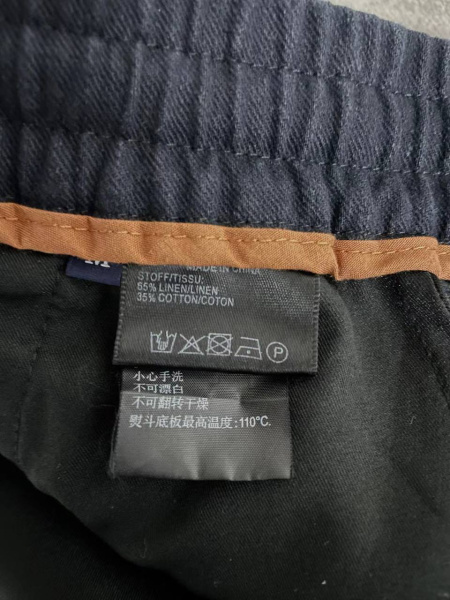 MADE IN CHINA
STOFF/TISSU:
65% LINEN/LINEN
35% COTTON/COTON
P
小心手洗
不可漂白
不可翻转干燥
熨斗底板最高温度:110°C.